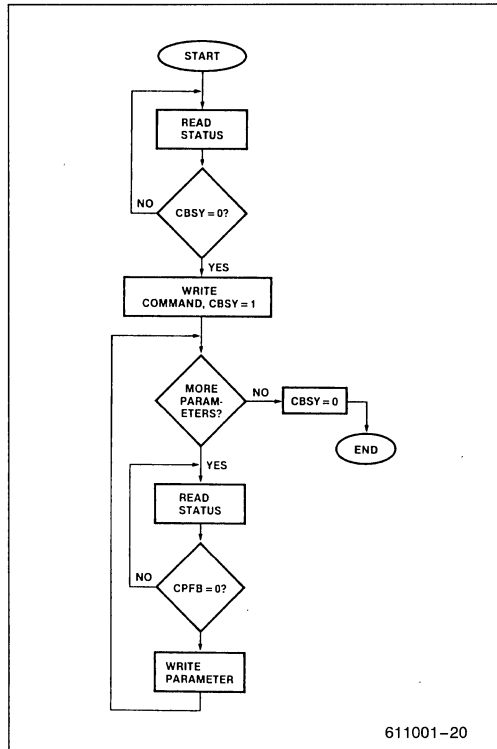 START
READ
STATUS
NO
CBSY = 0?
YES
WRITE
COMMAND, CBSY = 1
MORE
PARAM-
ETERS?
NO
CBSY = 0
END
YES
READ
STATUS
NO
CPFB = 0?
WRITE
PARAMETER
611001-20